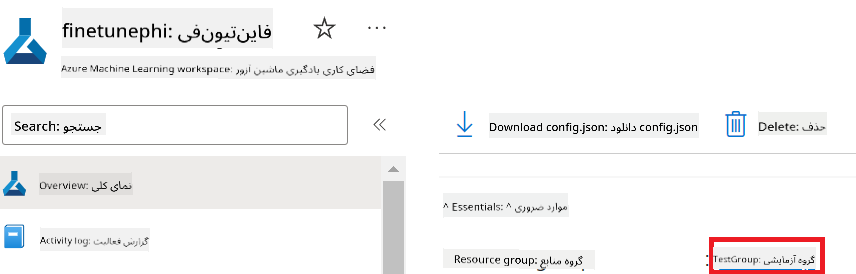 finetunephi: فاین‌تیون‌فی
Azure Machine Learning workspace: فضای کاری یادگیری ماشین آزور
Search: جستجو
Overview: نمای کلی
Activity log: گزارش فعالیت
Download config.json: دانلود config.json
Delete: حذف
^ Essentials: ^ موارد ضروری
Resource group: گروه منابع
: TestGroup: گروه آزمایشی